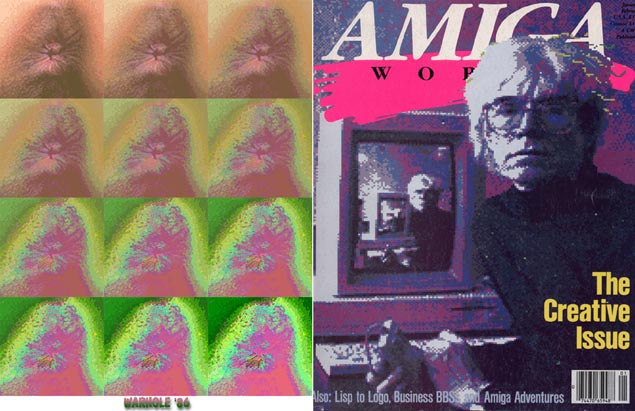 WARHOLE '86
AMIGA
WOR
The
Creative
Issue
Also: Lisp to Logo, Business BBS, and Amiga Adventures